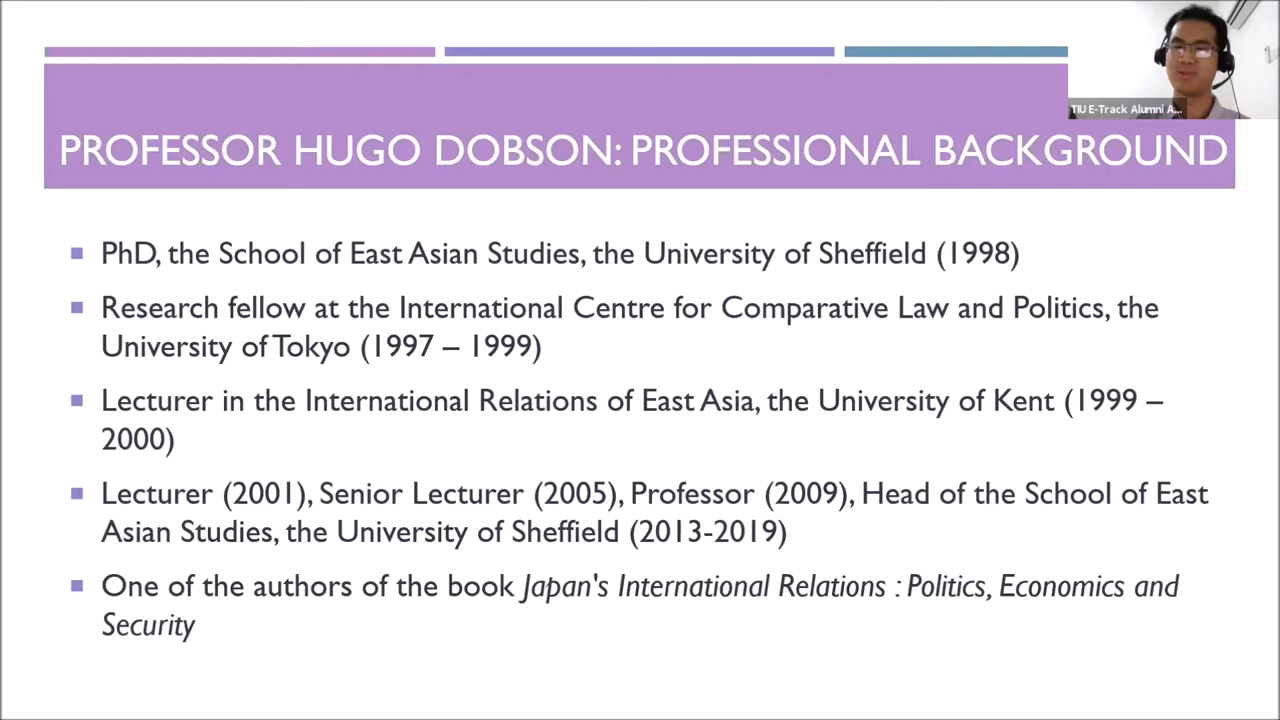 TIU E-Track Alumni A...
PROFESSOR HUGO DOBSON: PROFESSIONAL BACKGROUND
PhD, the School of East Asian Studies, the University of Sheffield (1998)
Research fellow at the International Centre for Comparative Law and Politics, the
University of Tokyo (1997 – 1999)
Lecturer in the International Relations of East Asia, the University of Kent (1999 –
2000)
Lecturer (2001), Senior Lecturer (2005), Professor (2009), Head of the School of East
Asian Studies, the University of Sheffield (2013-2019)
One of the authors of the book Japan's International Relations : Politics, Economics and
Security